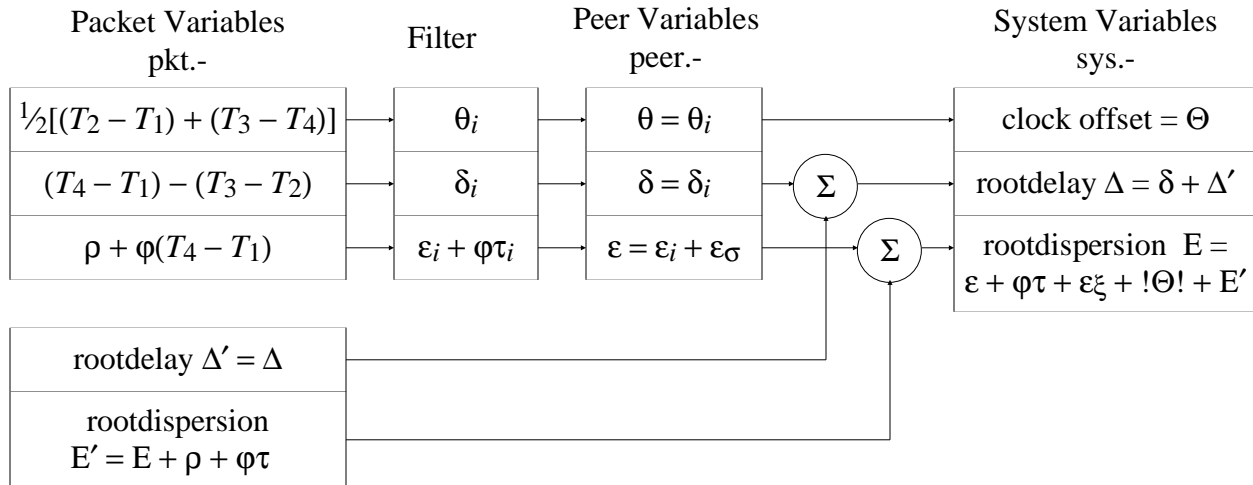 Packet Variables
pkt.-
Filter
Peer Variables
peer.-
System Variables
sys.-
½[(T2 − T1) + (T3 − T4)]
θi
θ = θi
clock offset = Θ
(T4 − T1) − (T3 − T2)
δi
δ = δi
Σ
rootdelay Δ = δ + Δ′
ρ + φ(T4 − T1)
εi + φτi
ε = εi + εσ
Σ
rootdispersion E =
ε + φτ + εξ + !Θ! + E′
rootdelay Δ′ = Δ
rootdispersion
E′ = E + ρ + φτ